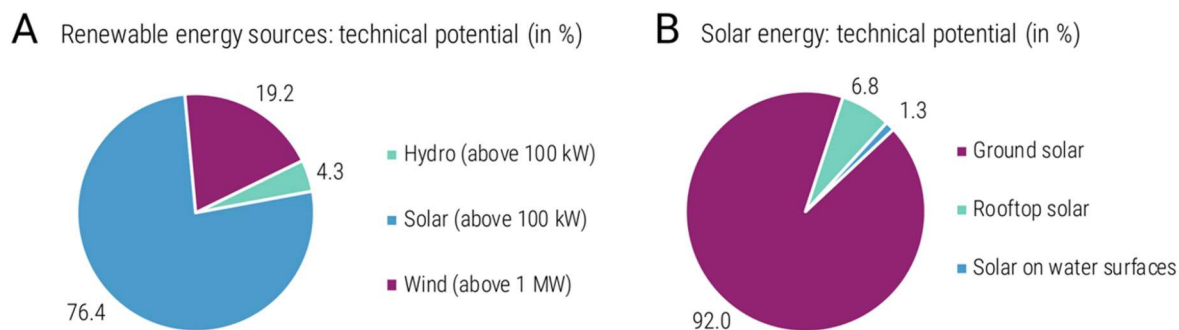 A Renewable energy sources: technical potential (in %)
19.2
4.3
76.4
Hydro (above 100 kW)
Solar (above 100 kW)
Wind (above 1 MW)
B Solar energy: technical potential (in %)
6.8
1.3
92.0
Ground solar
Rooftop solar
Solar on water surfaces